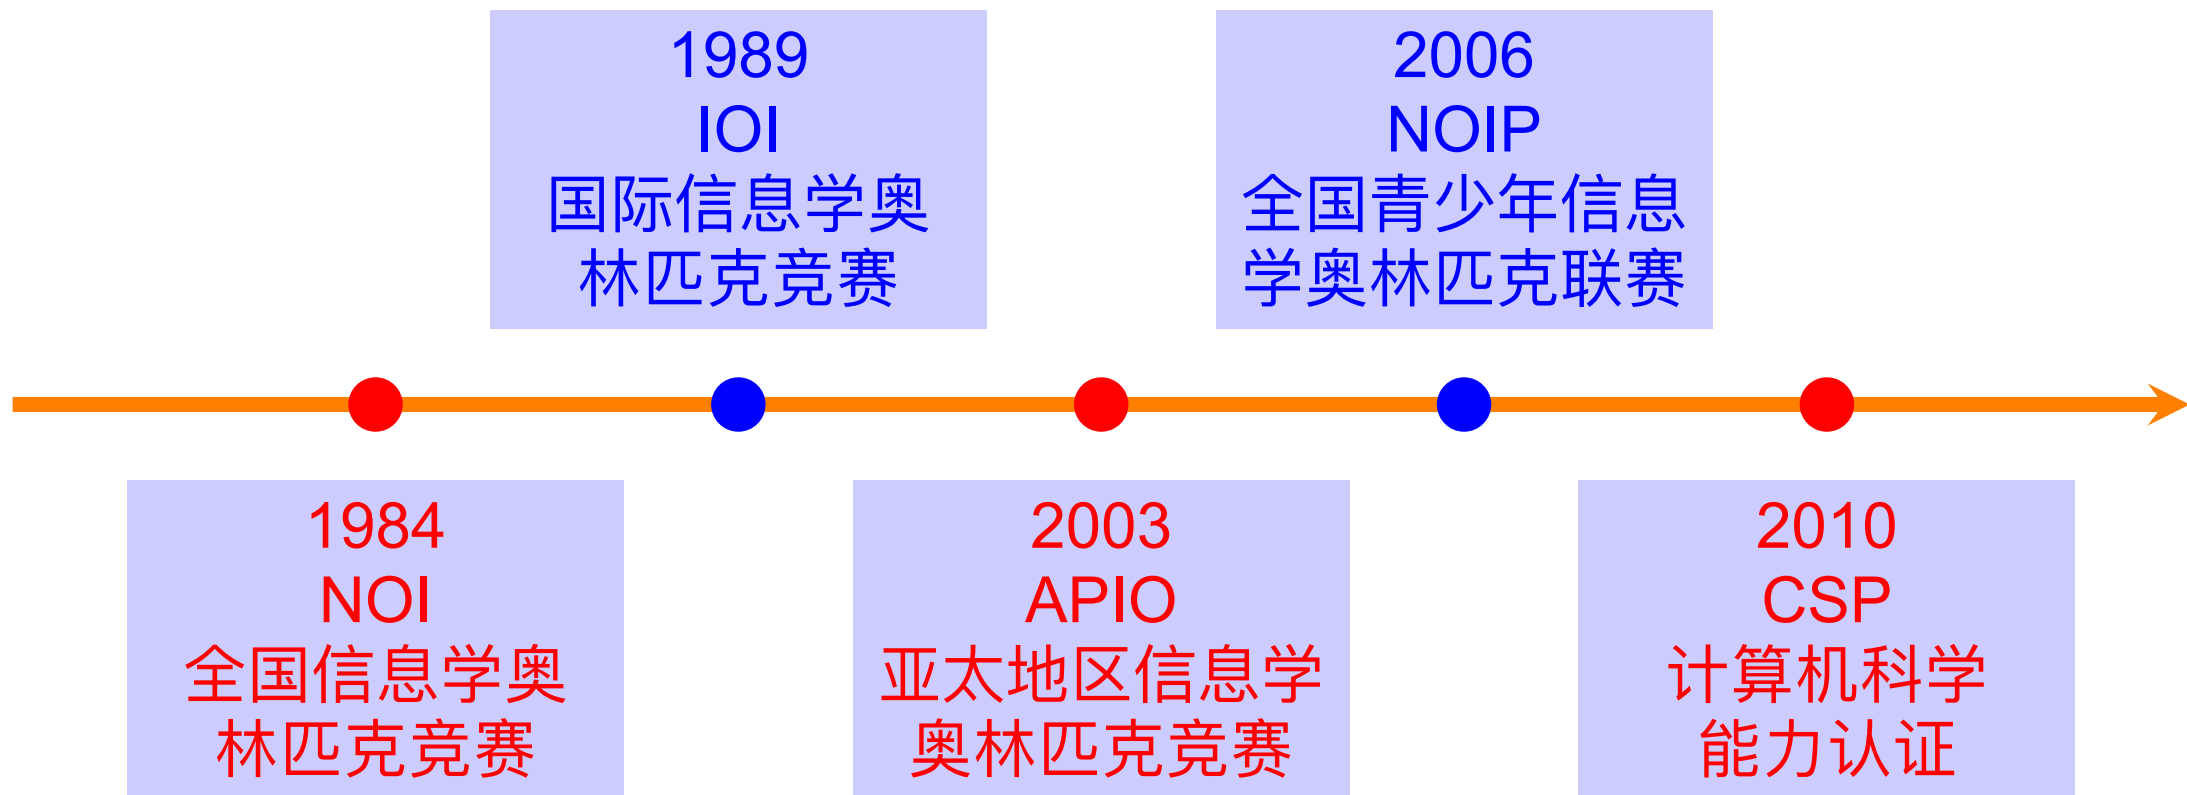 1989
IOI
国际信息学奥
林匹克竞赛
2006
NOIP
全国青少年信息
学奥林匹克联赛
1984
NOI
全国信息学奥
林匹克竞赛
2003
APIO
亚太地区信息学
奥林匹克竞赛
2010
CSP
计算机科学
能力认证